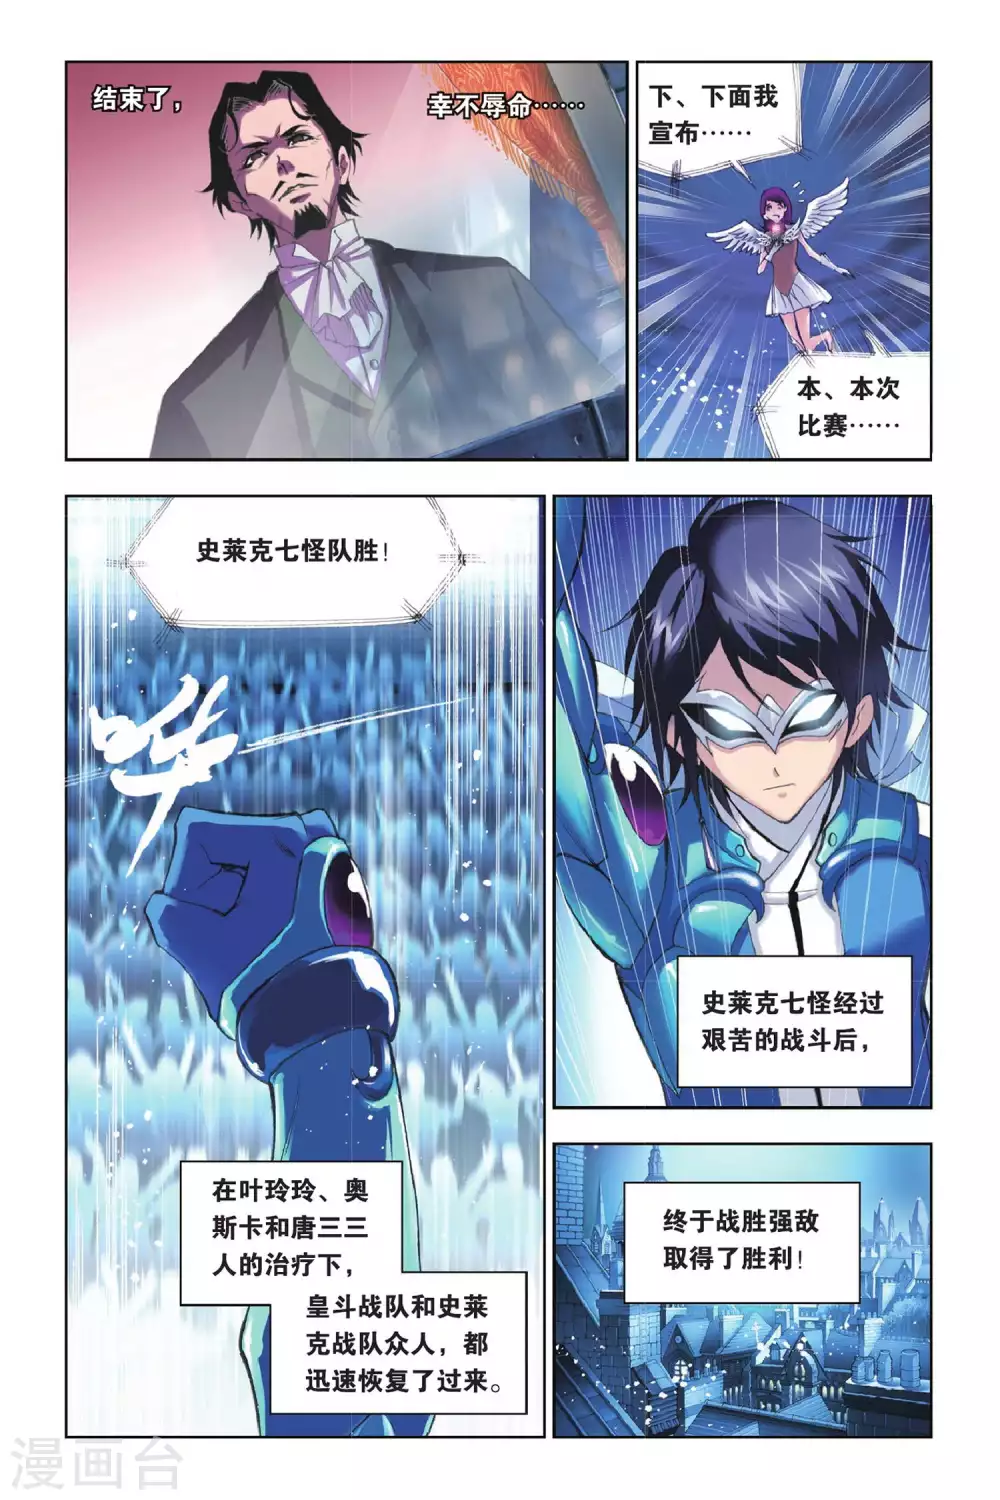 结束了，
幸不辱命……
下、下面我
宣布……
本、本次
比赛……
史莱克七怪队胜！
哗
在叶玲玲、奥
斯卡和唐三三
人的治疗下，
皇斗战队和史莱
克战队众人，都
迅速恢复了过来。
史莱克七怪经过
艰苦的战斗后，
终于战胜强敌
取得了胜利！
漫画台